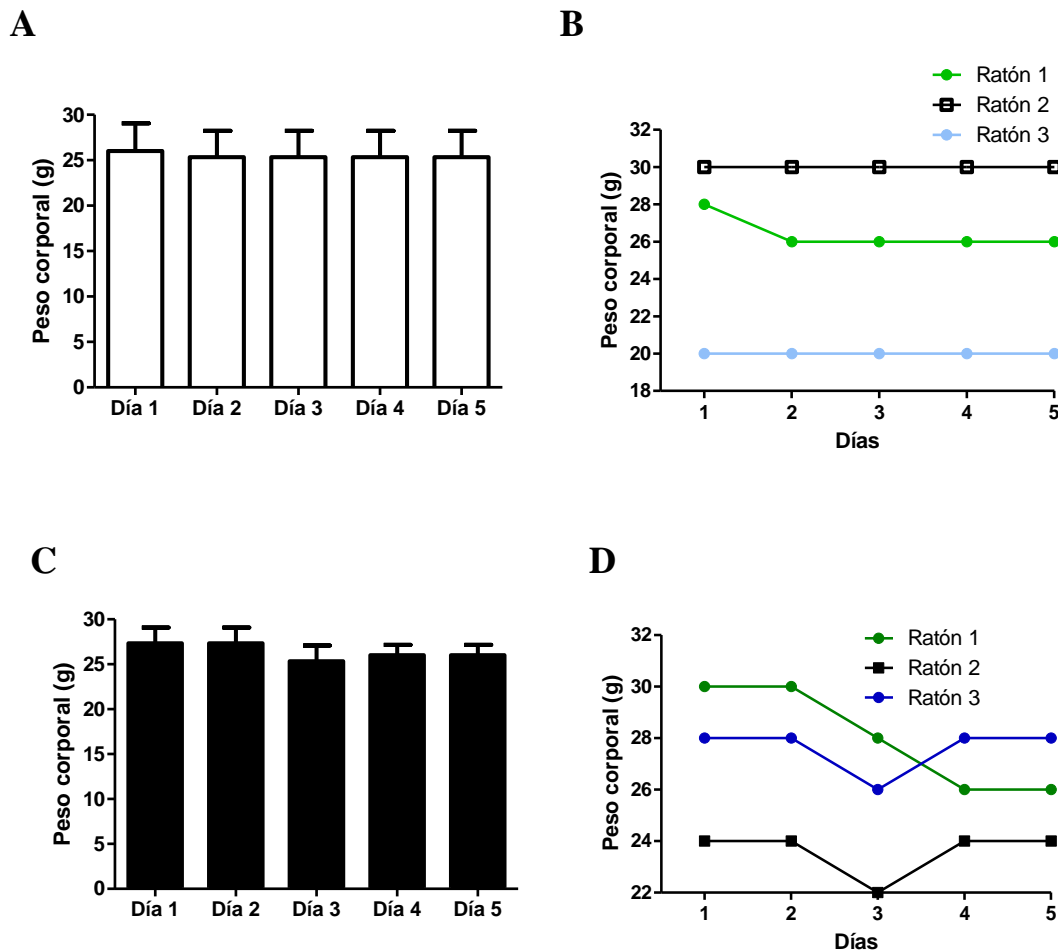 A
Peso corporal (g)
30
25
20
15
10
5
0
Día 1 Día 2 Día 3 Día 4 Día 5
B
Ratón 1
Ratón 2
Ratón 3
Peso corporal (g)
32
30
28
26
24
22
20
18
1 2 3 4 5
Días
C
Peso corporal (g)
30
25
20
15
10
5
0
Día 1 Día 2 Día 3 Día 4 Día 5
D
Ratón 1
Ratón 2
Ratón 3
Peso corporal (g)
32
30
28
26
24
22
1 2 3 4 5
Días